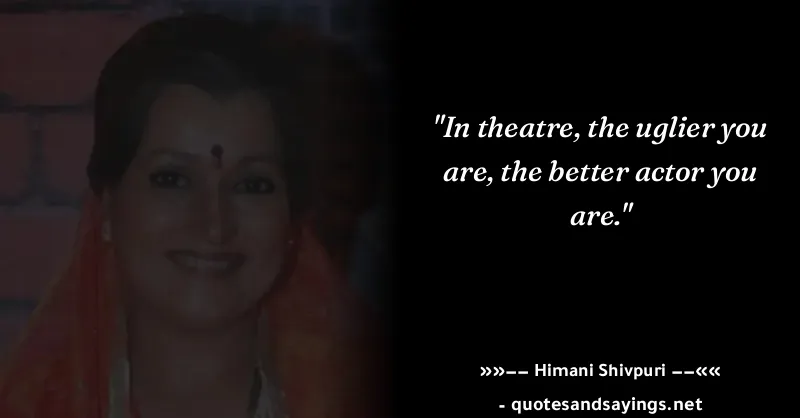 "In theatre, the uglier you
are, the better actor you
are."
»»−− Himani Shivpuri −−««
- quotesandsayings.net